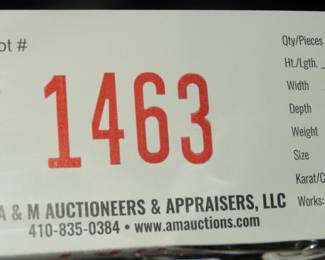 ot #
1463
A & M AUCTIONEERS & APPRAISERS, LLC
410-835-0384 • www.amauctions.com
Qty/Pieces
Ht./Lgth.
Width
Depth
Weight
Size
Karat/C
Works: